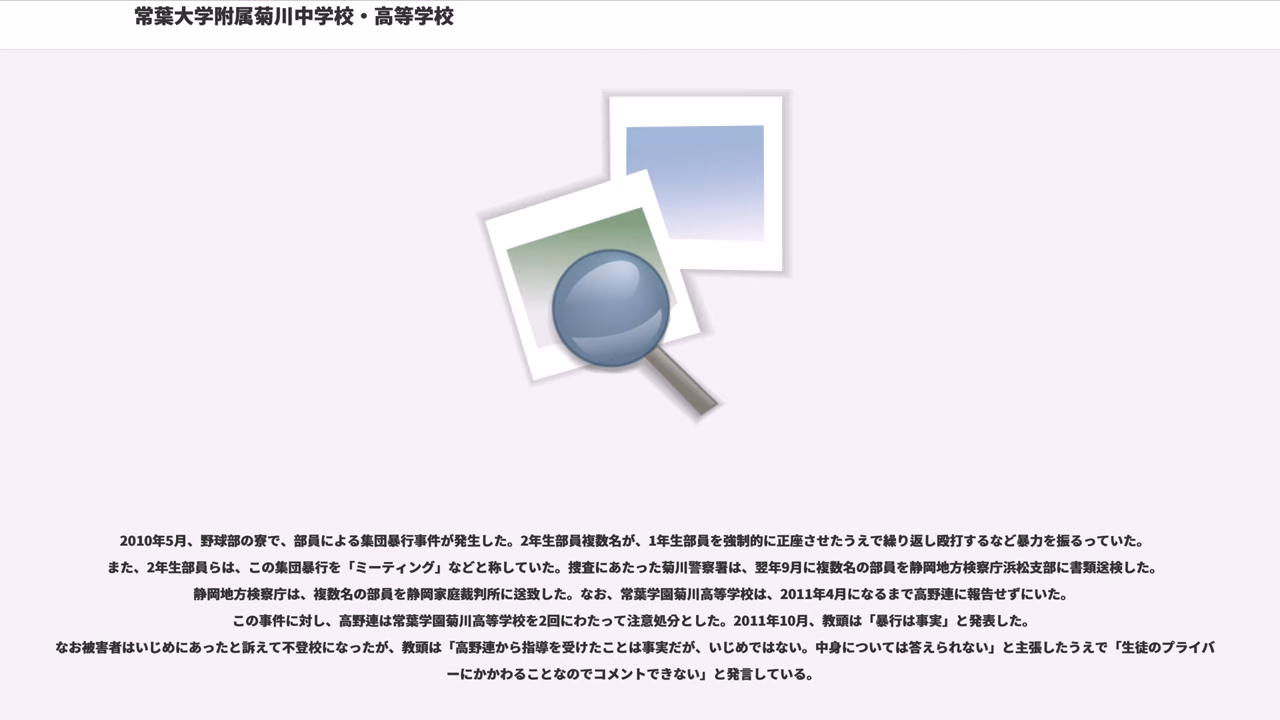 常葉大学附属菊川中学校・高等学校
2010年5月、野球部の寮で、部員による集団暴行事件が発生した。2年生部員複数名が、1年生部員を強制的に正座させたうえで繰り返し殴打するなど暴力を振るっていた。
また、2年生部員らは、この集団暴行を「ミーティング」などと称していた。捜査にあたった菊川警察署は、翌年9月に複数名の部員を静岡地方検察庁浜松支部に書類送検した。
静岡地方検察庁は、複数名の部員を静岡家庭裁判所に送致した。なお、常葉学園菊川高等学校は、2011年4月になるまで高野連に報告せずにいた。
この事件に対し、高野連は常葉学園菊川高等学校を2回にわたって注意処分とした。2011年10月、教頭は「暴行は事実」と発表した。
なお被害者はいじめにあったと訴えて不登校になったが、教頭は「高野連から指導を受けたことは事実だが、いじめではない。中身については答えられない」と主張したうえで「生徒のプライバ
ーにかかわることなのでコメントできない」と発言している。